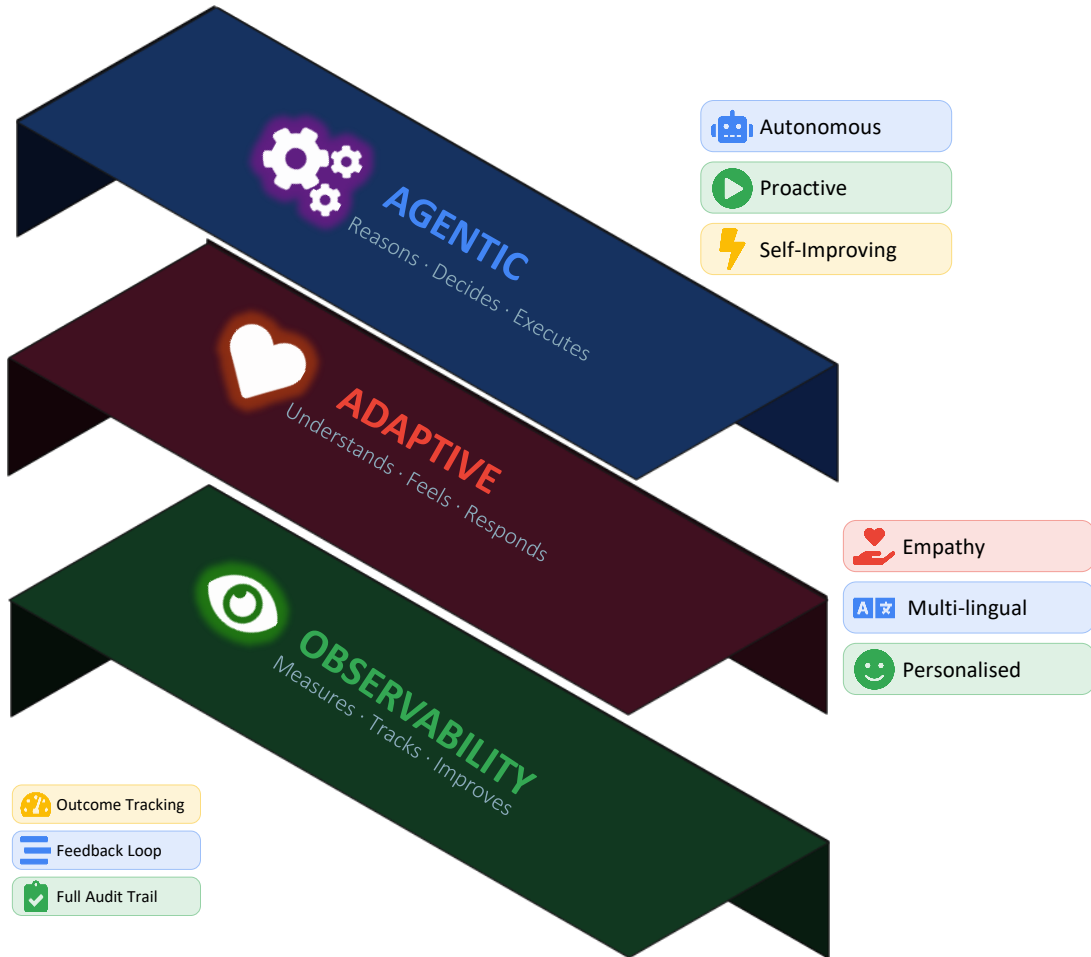 AGENTIC
Reasons · Decides · Executes
Autonomous
Proactive
Self-Improving
ADAPTIVE
Understands · Feels · Responds
Empathy
A 文 Multi-lingual
Personalised
OBSERVABILITY
Measures · Tracks · Improves
Outcome Tracking
Feedback Loop
Full Audit Trail